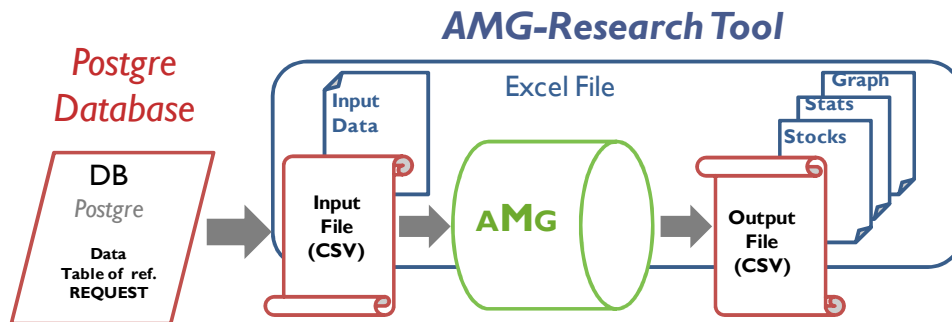 AMG-Research Tool
Postgre
Database
DB
Postgre
Data
Table of ref.
REQUEST
Excel File
Input
Data
Input
File
(CSV)
AMG
Graph
Stats
Stocks
Output
File
(CSV)